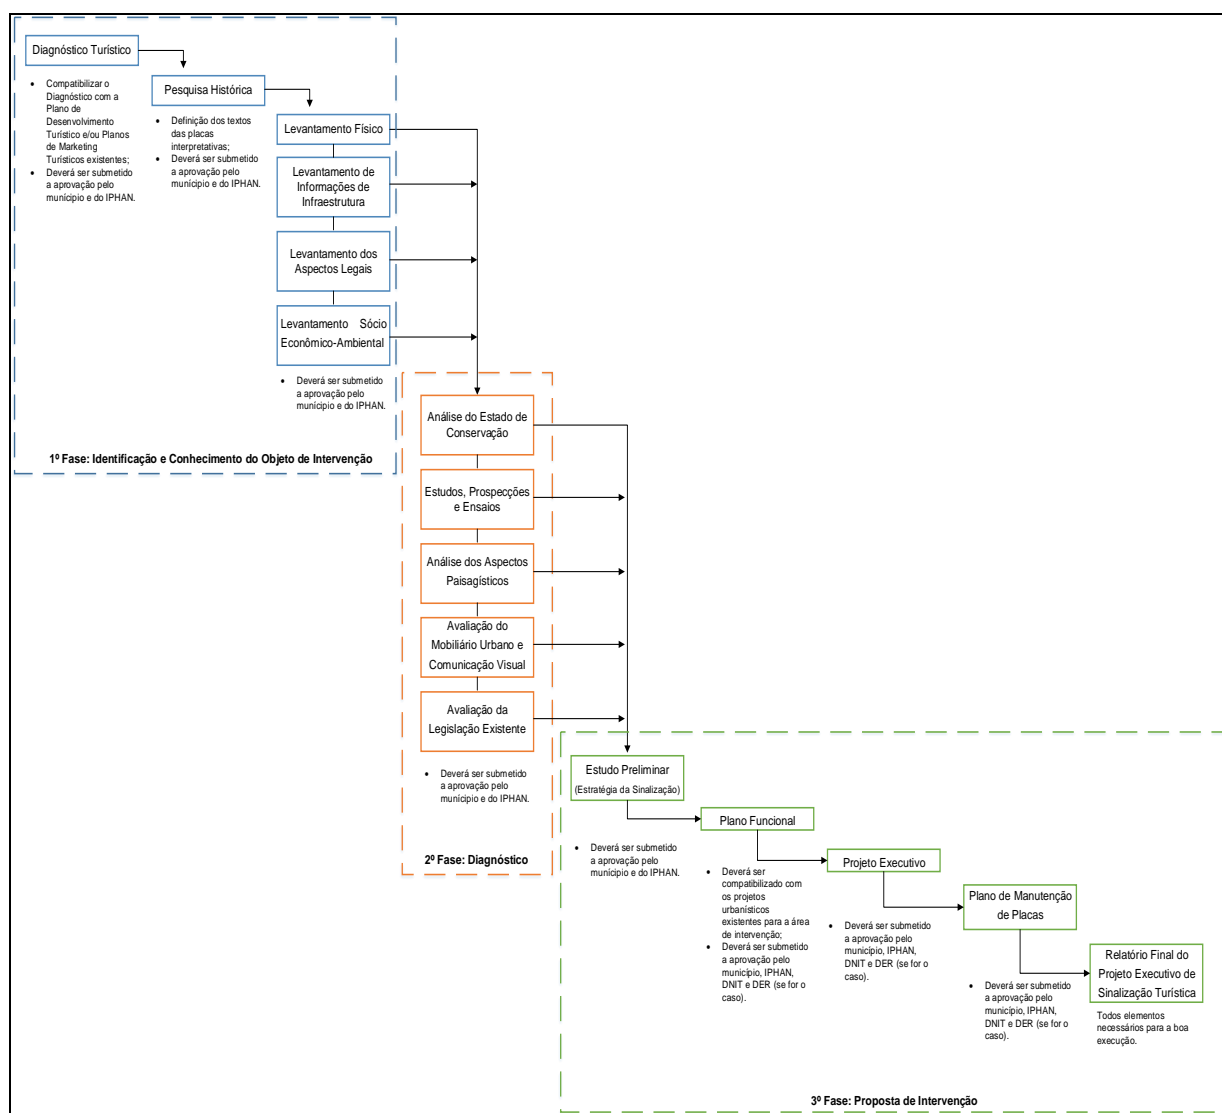 Diagnóstico Turístico
• Compatibilizar o
Diagnóstico com a
Plano de
Desenvolvimento
Turístico e/ou Planos
de Marketing
Turísticos existentes;
• Deverá ser submetido
a aprovação pelo
munícipio e do IPHAN.
Pesquisa Histórica
• Definição dos textos
das placas
interpretativas;
• Deverá ser submetido
a aprovação pelo
munícipio e do IPHAN.
Levantamento Físico
Levantamento de
Informações de
Infraestrutura
Levantamento dos
Aspectos Legais
Levantamento Sócio
Econômico-Ambiental
• Deverá ser submetido
a aprovação pelo
munícipio e do IPHAN.
1º Fase: Identificação e Conhecimento do Objeto de Intervenção
Análise do Estado de
Conservação
Estudos, Prospecções
e Ensaios
Análise dos Aspectos
Paisagísticos
Avaliação do
Mobiliário Urbano e
Comunicação Visual
Avaliação da
Legislação Existente
• Deverá ser submetido
a aprovação pelo
munícipio e do IPHAN.
2º Fase: Diagnóstico
Estudo Preliminar
(Estratégia da Sinalização)
• Deverá ser submetido
a aprovação pelo
munícipio e do IPHAN.
Plano Funcional
• Deverá ser
compatibilizado com
os projetos
urbanísticos
existentes para a área
de intervenção;
• Deverá ser submetido
a aprovação pelo
município, IPHAN,
DNIT e DER (se for o
caso).
Projeto Executivo
• Deverá ser submetido
a aprovação pelo
município, IPHAN,
DNIT e DER (se for o
caso).
Plano de Manutenção
de Placas
• Deverá ser submetido
a aprovação pelo
município, IPHAN,
DNIT e DER (se for o
caso).
Relatório Final do
Projeto Executivo de
Sinalização Turística
Todos elementos
necessários para a boa
execução.
3º Fase: Proposta de Intervenção